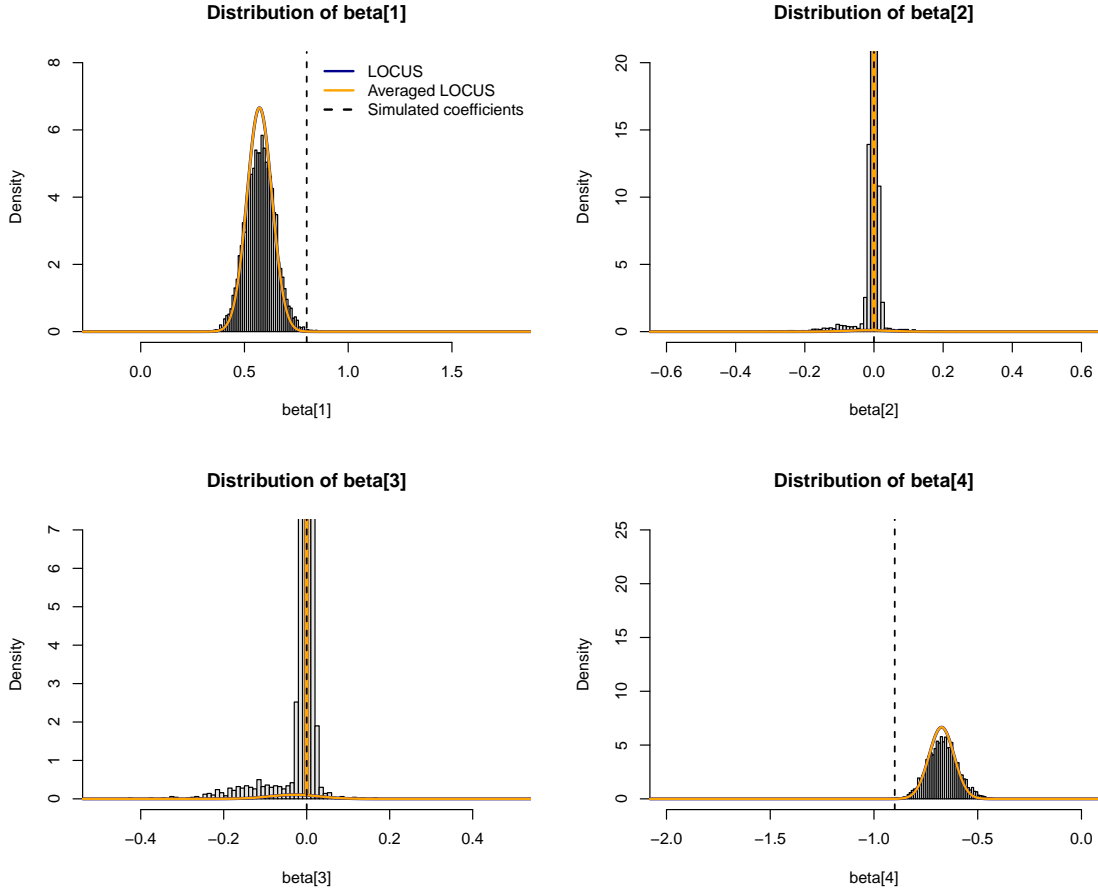 Distribution of beta[1]
Density
0 2 4 6 8
0.0 0.5 1.0 1.5
beta[1]
LOCUS
Averaged LOCUS
Simulated coefficients
Distribution of beta[2]
Density
0 5 10 15 20
−0.6 −0.4 −0.2 0.0 0.2 0.4 0.6
beta[2]
Distribution of beta[3]
Density
0 1 2 3 4 5 6 7
−0.4 −0.2 0.0 0.2 0.4
beta[3]
Distribution of beta[4]
Density
0 5 10 15 20 25
−2.0 −1.5 −1.0 −0.5 0.0
beta[4]